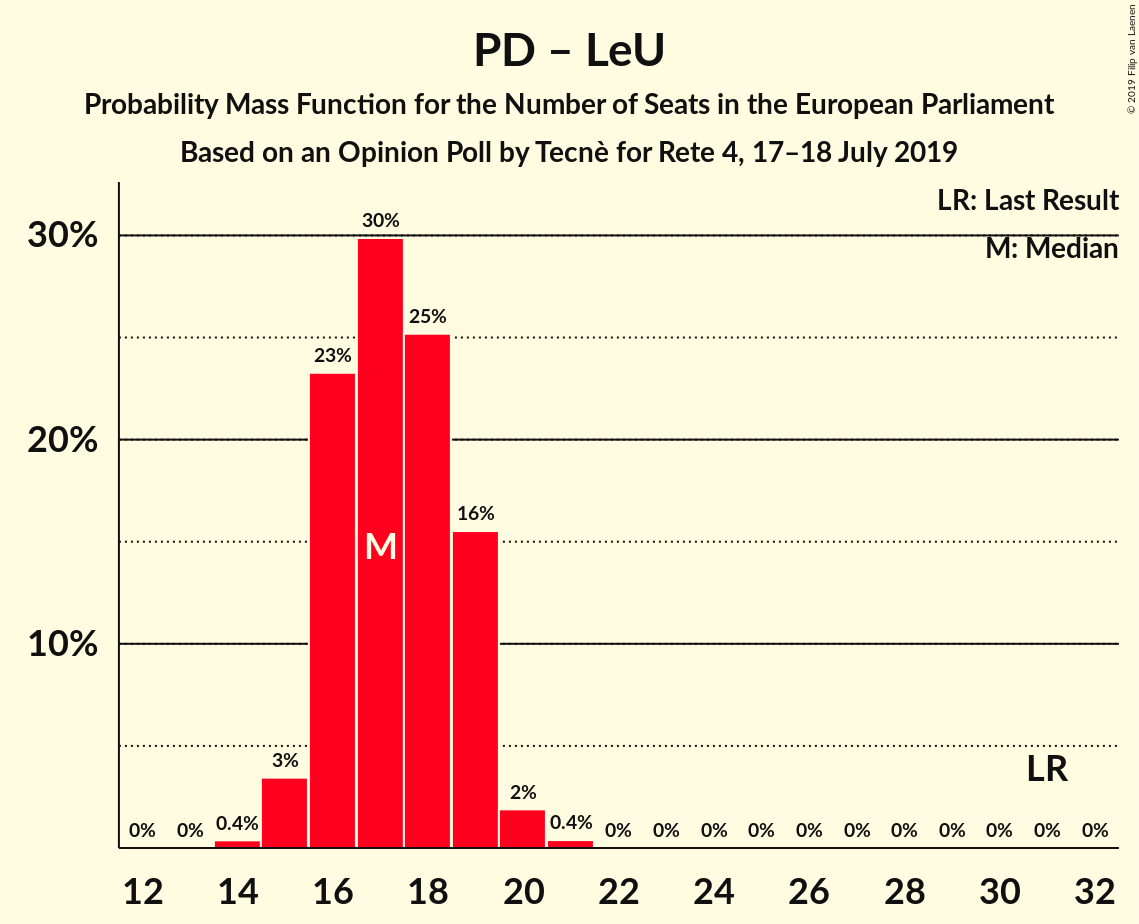 PD – LeU
Probability Mass Function for the Number of Seats in the European Parliament
Based on an Opinion Poll by Tecnè for Rete 4, 17–18 July 2019
© 2019 Filip van Laenen
LR: Last Result
M: Median
30%
20%
10%
0% 0% 0.4% 3% 23% 30% 25% 16% 2% 0.4% 0% 0% 0% 0% 0% 0% 0% 0% 0% 0% 0%
M
LR
12 14 16 18 20 22 24 26 28 30 32